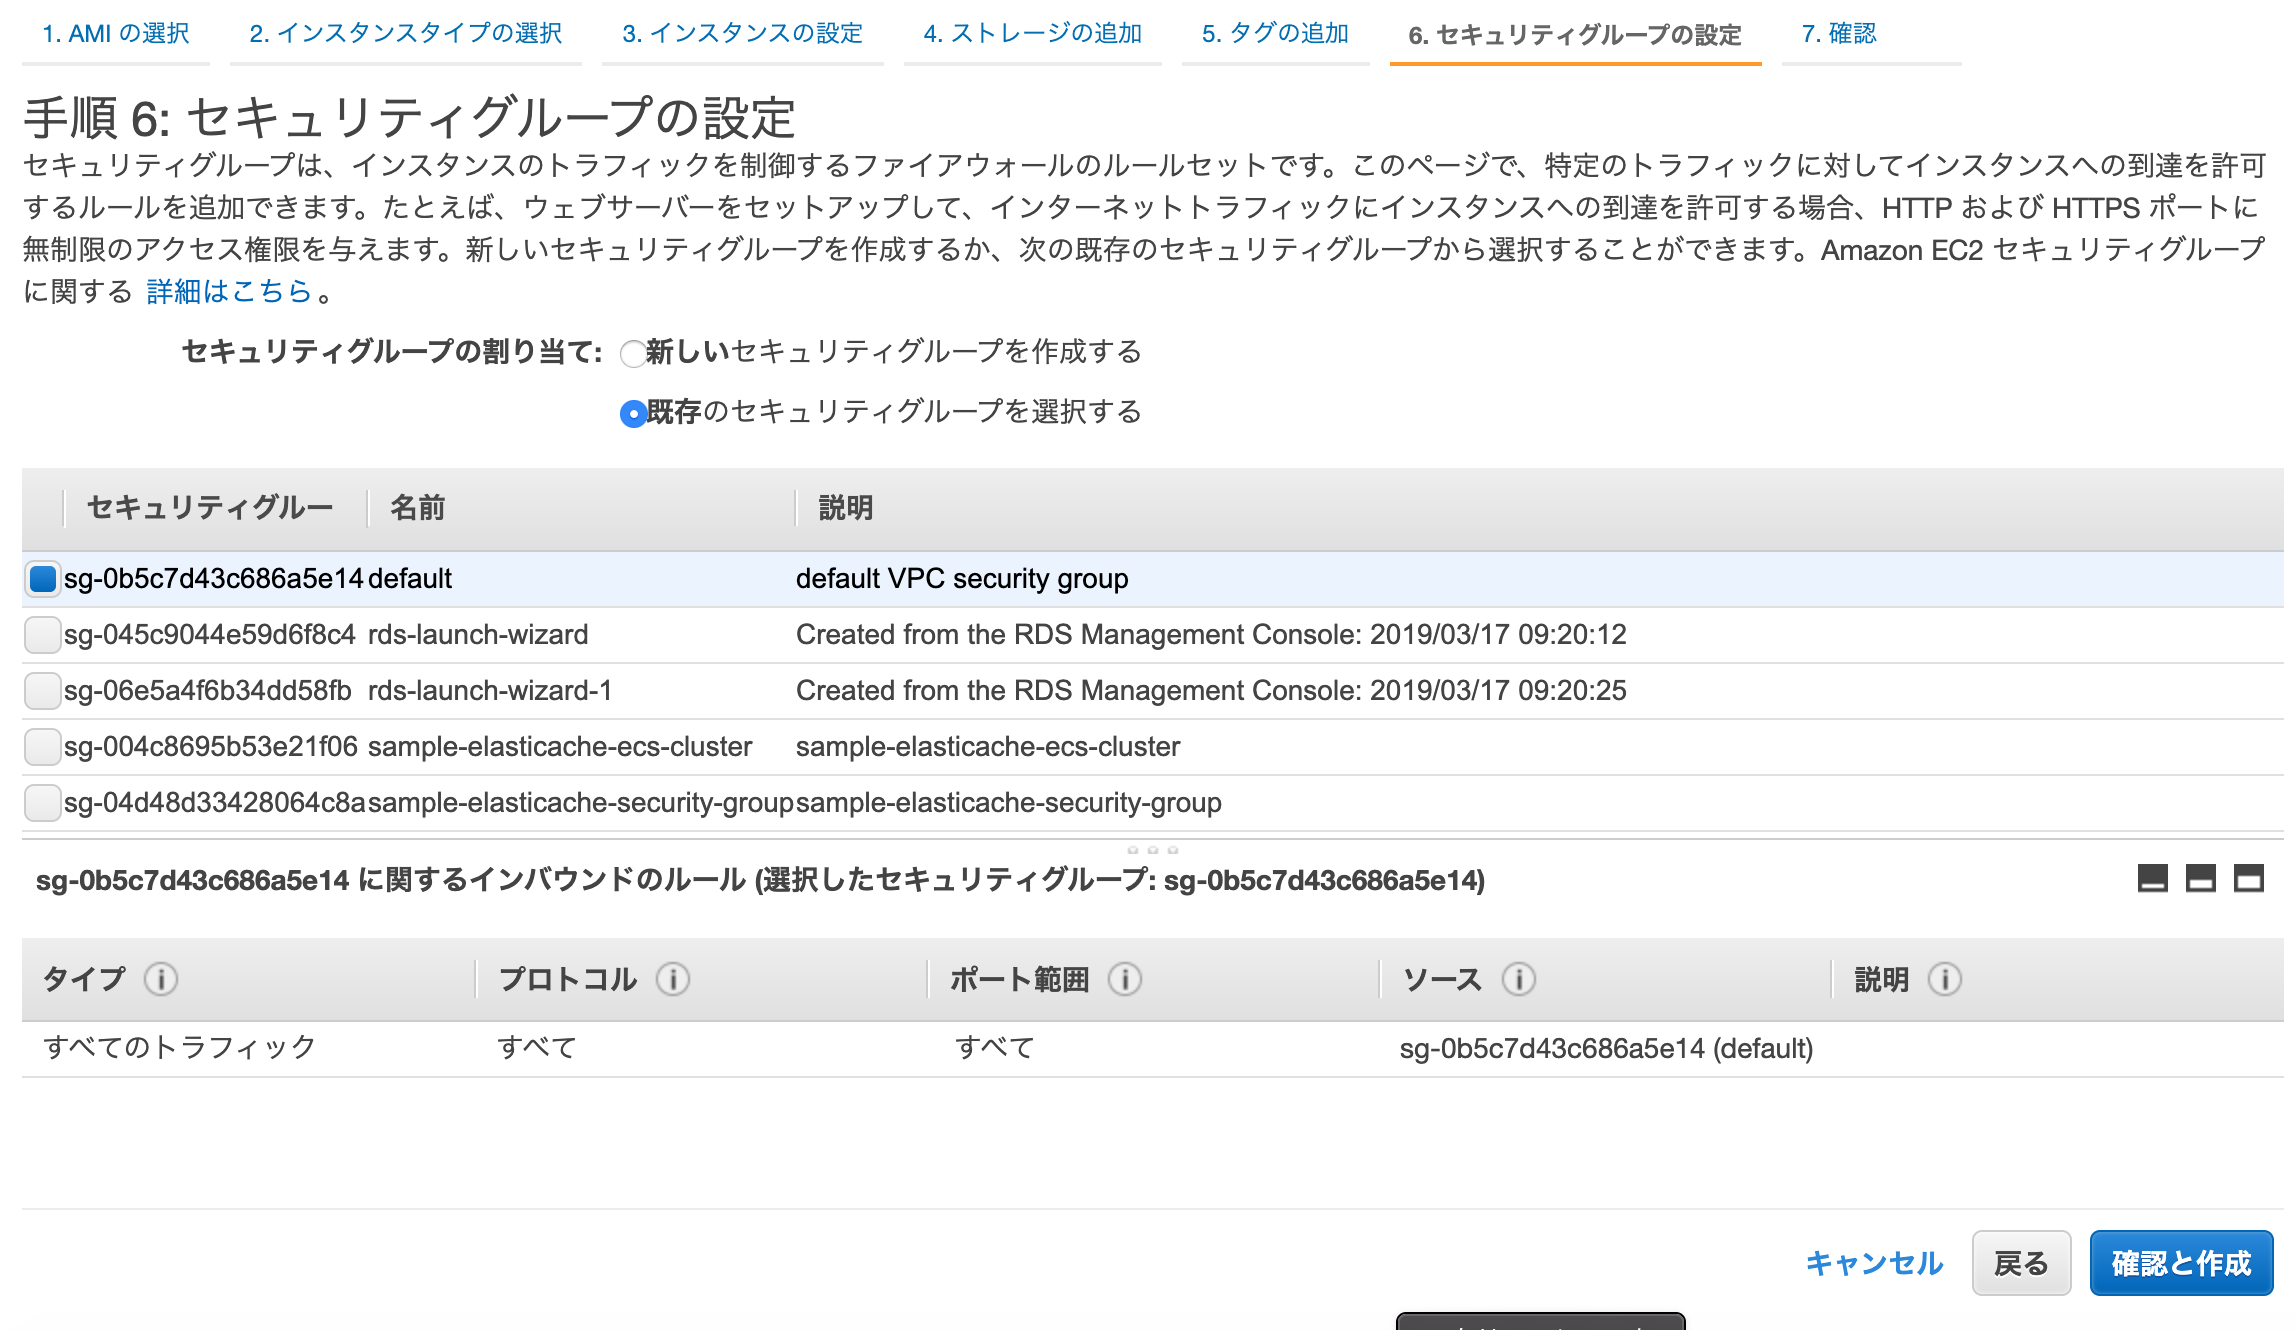 1. AMI の選択 2. インスタンスタイプの選択 3. インスタンスの設定 4. ストレージの追加 5. タグの追加 6. セキュリティグループの設定 7. 確認
手順 6: セキュリティグループの設定
セキュリティグループは、インスタンスのトラフィックを制御するファイアウォールのルールセットです。このページで、特定のトラフィックに対してインスタンスへの到達を許可
するルールを追加できます。たとえば、ウェブサーバーをセットアップして、インターネットトラフィックにインスタンスへの到達を許可する場合、HTTP および HTTPS ポートに
無制限のアクセス権限を与えます。新しいセキュリティグループを作成するか、次の既存のセキュリティグループから選択することができます。Amazon EC2 セキュリティグループ
に関する 詳細はこちら 。
セキュリティグループの割り当て: 新しいセキュリティグループを作成する
既存のセキュリティグループを選択する
セキュリティグルー 名前 説明
sg-0b5c7d43c686a5e14 default default VPC security group
sg-045c9044e59d6f8c4 rds-launch-wizard Created from the RDS Management Console: 2019/03/17 09:20:12
sg-06e5a4f6b34dd58fb rds-launch-wizard-1 Created from the RDS Management Console: 2019/03/17 09:20:25
sg-004c8695b53e21f06 sample-elasticache-ecs-cluster sample-elasticache-ecs-cluster
sg-04d48d33428064c8a sample-elasticache-security-group sample-elasticache-security-group
sg-0b5c7d43c686a5e14 に関するインバウンドのルール (選択したセキュリティグループ: sg-0b5c7d43c686a5e14)
タイプ プロトコル ポート範囲 ソース 説明
すべてのトラフィック すべて すべて sg-0b5c7d43c686a5e14 (default)
キャンセル 戻る 確認と作成